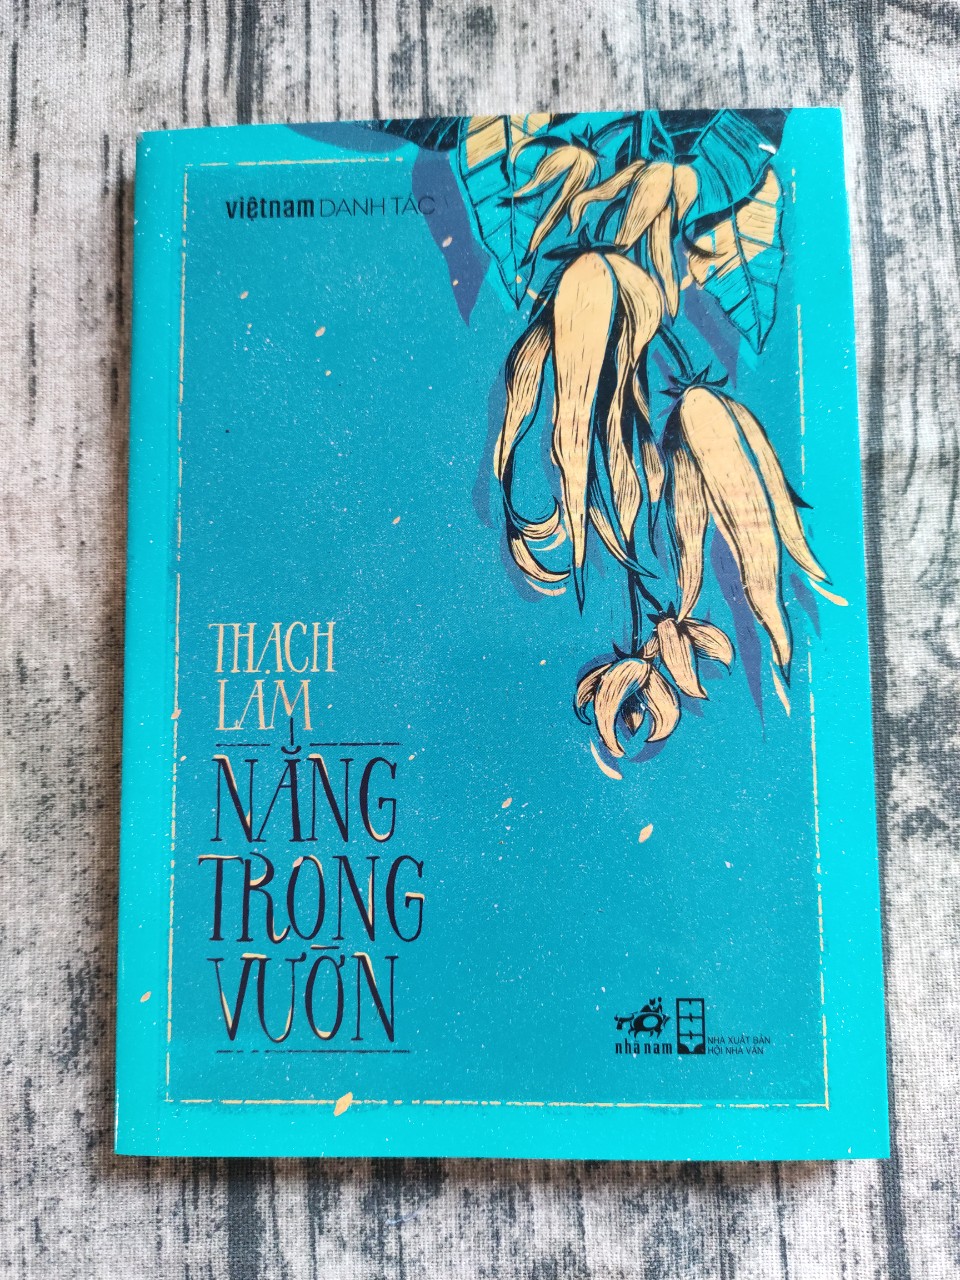 việtnam DANH TÁC
THẠCH
LAM
NẮNG
TRONG
VƯỜN
nhã nam
NHÀ XUẤT BẢN
HỘI NHÀ VĂN